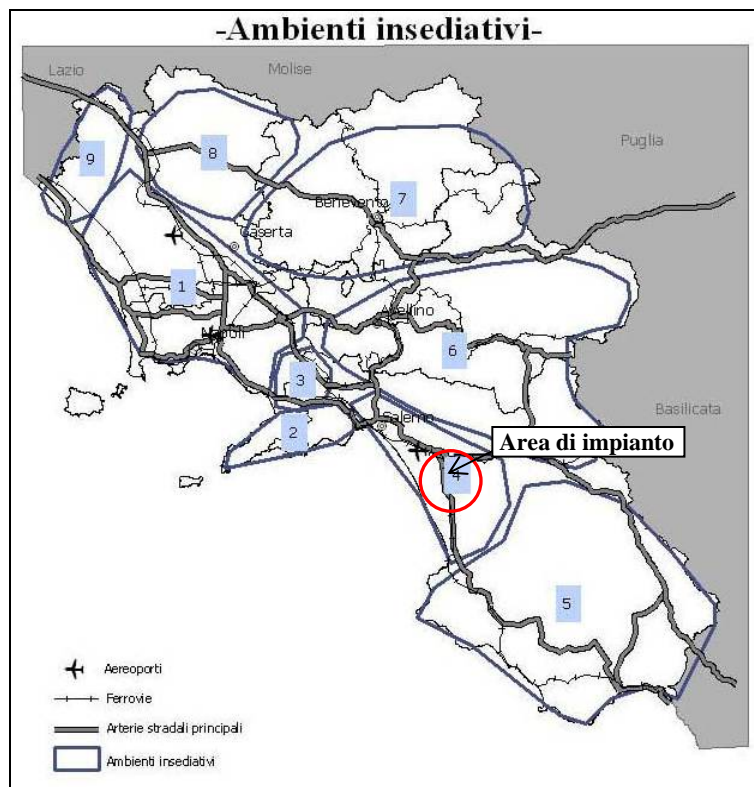 -Ambienti insediativi-
Lazio
Molise
Puglia
9
8
7
Benevento
Caserta
1
Avellino
Napoli
6
3
Basilicata
2
Salerno
Area di impianto
4
5
Aereoporti
Ferrovie
Arterie stradali principali
Ambienti insediativi